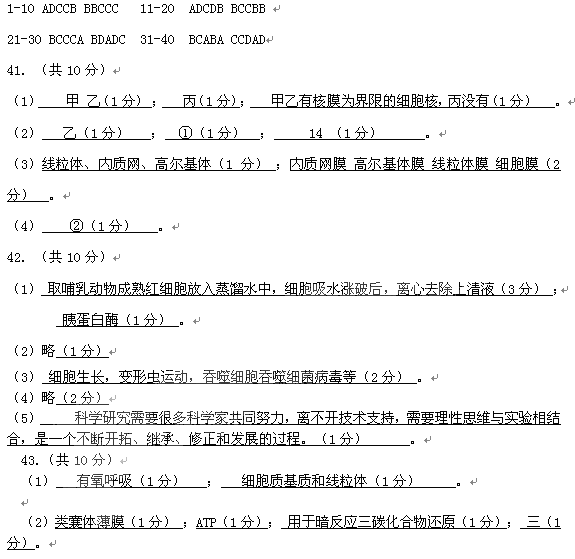 1-10 ADCCB BBCCC 11-20 ADCDB BCCBB ↵
21-30 BCCCA BDADC 31-40 BCABA CCDAD↵
41. （共10分）↵
（1） 甲 乙(1分) ； 丙(1分)； 甲乙有核膜为界限的细胞核,丙没有(1分) 。↵
（2） 乙（1分） ； ①（1分） ； 14 （1分） 。↵
（3）线粒体、内质网、高尔基体（1 分） ；内质网膜 高尔基体膜 线粒体膜 细胞膜（2
分） 。↵
（4） ②（1分） 。↵
42. （共10分）↵
（1） 取哺乳动物成熟红细胞放入蒸馏水中，细胞吸水涨破后，离心去除上清液（3分）；↵
胰蛋白酶（1分） 。↵
（2）略（1分）↵
（3） 细胞生长，变形虫运动，吞噬细胞吞噬细菌病毒等（2分） 。↵
（4）略（2分）↵
（5） 科学研究需要很多科学家共同努力，离不开技术支持，需要理性思维与实验相结
合，是一个不断开拓、继承、修正和发展的过程。（1分） 。↵
43.（共10分）↵
（1） 有氧呼吸（1分） ； 细胞质基质和线粒体（1分） 。↵
↵
（2）类囊体薄膜（1分） ；ATP（1分）； 用于暗反应三碳化合物还原（1分）； 三（1
分）。↵